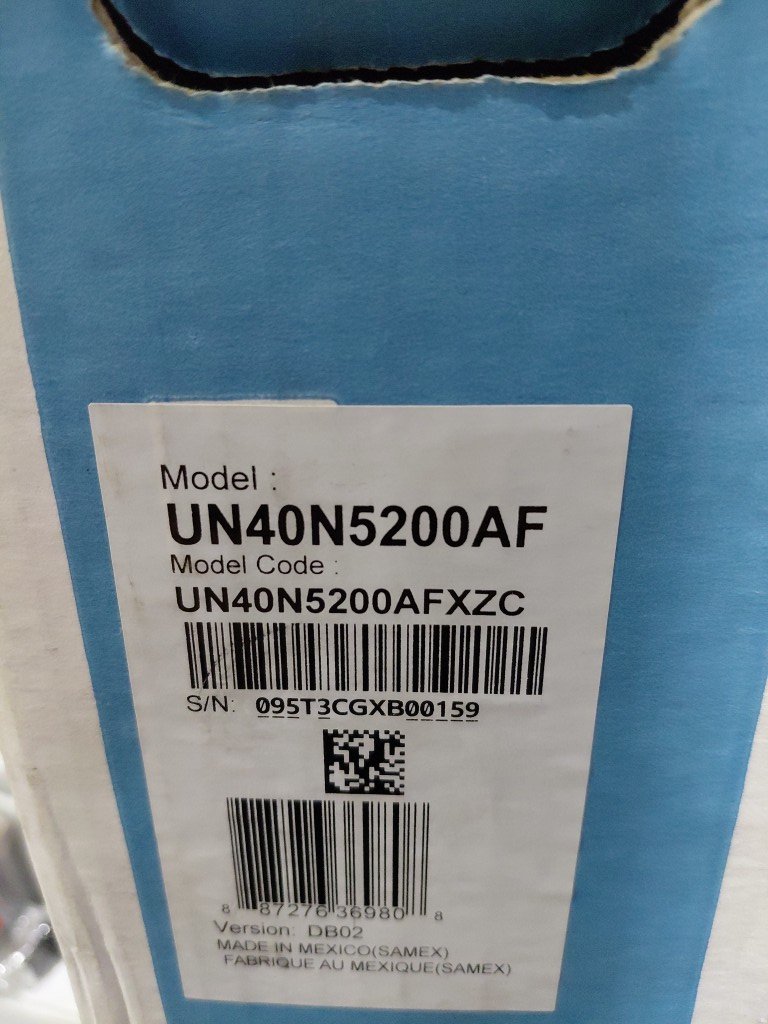 Model :
UN40N5200AF
Model Code :
UN40N5200AFXZC
S/N: 095T3CGXB00159
8 87276 36980 8
Version: DB02
MADE IN MEXICO(SAMEX)
FABRIQUE AU MEXIQUE(SAMEX)